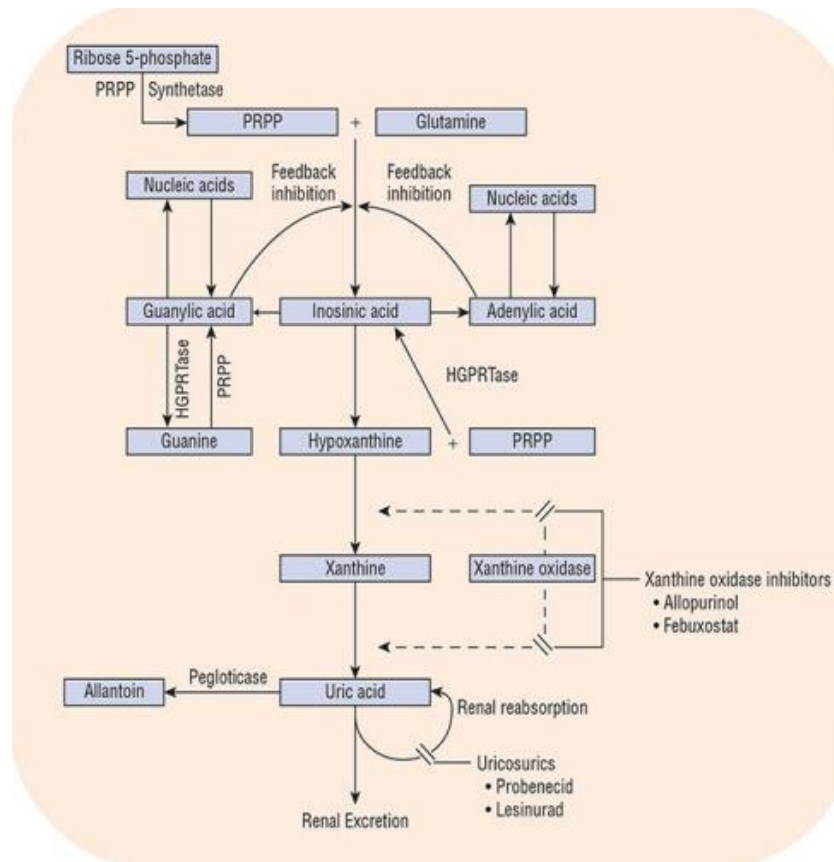 Ribose 5-phosphate
PRPP Synthetase
PRPP + Glutamine
Feedback
inhibition
Feedback
inhibition
Nucleic acids
Nucleic acids
Guanylic acid
Inosinic acid
Adenylic acid
HGPRTase
PRPP
HGPRTase
Guanine
Hypoxanthine + PRPP
Xanthine
Xanthine oxidase
Xanthine oxidase inhibitors
• Allopurinol
• Febuxostat
Pegloticase
Allantoin
Uric acid
Renal reabsorption
Uricosurics
• Probenecid
• Lesinurad
Renal Excretion